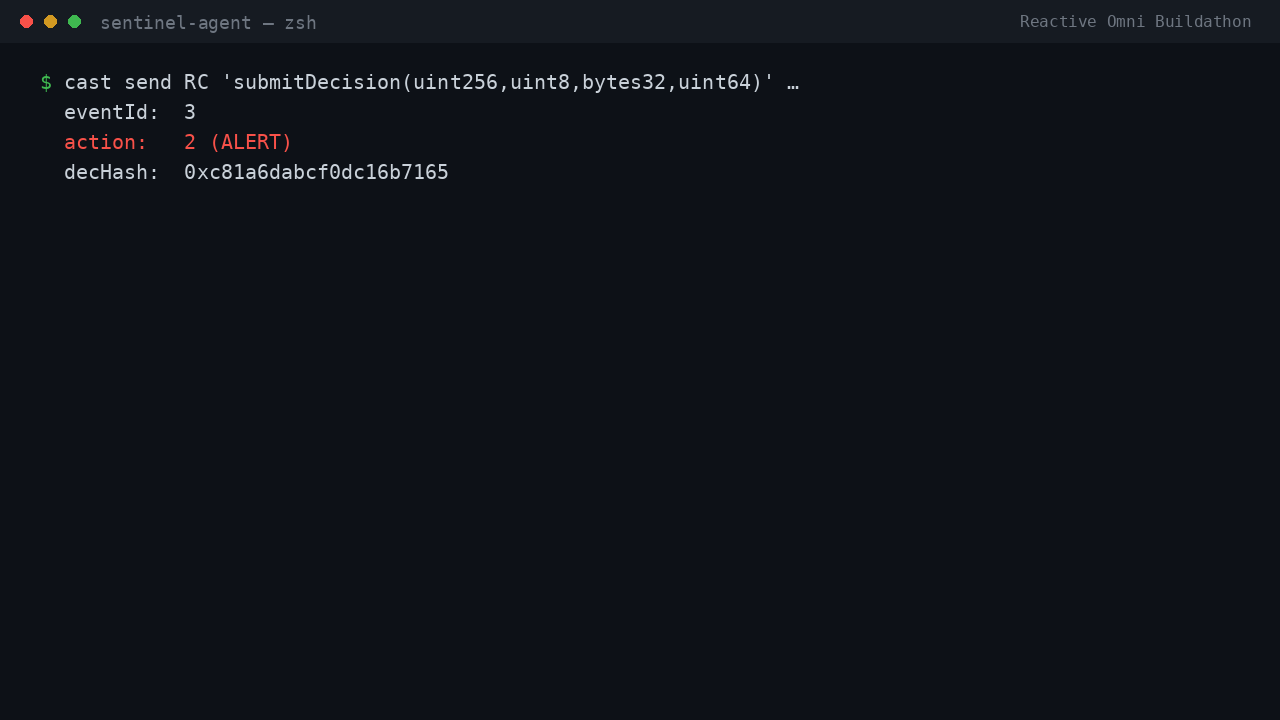 sentinel-agent — zsh
Reactive Omni Buildathon
$ cast send RC 'submitDecision(uint256,uint8,bytes32,uint64)' …
eventId:  3
action:   2 (ALERT)
decHash:  0xc81a6dabcf0dc16b7165